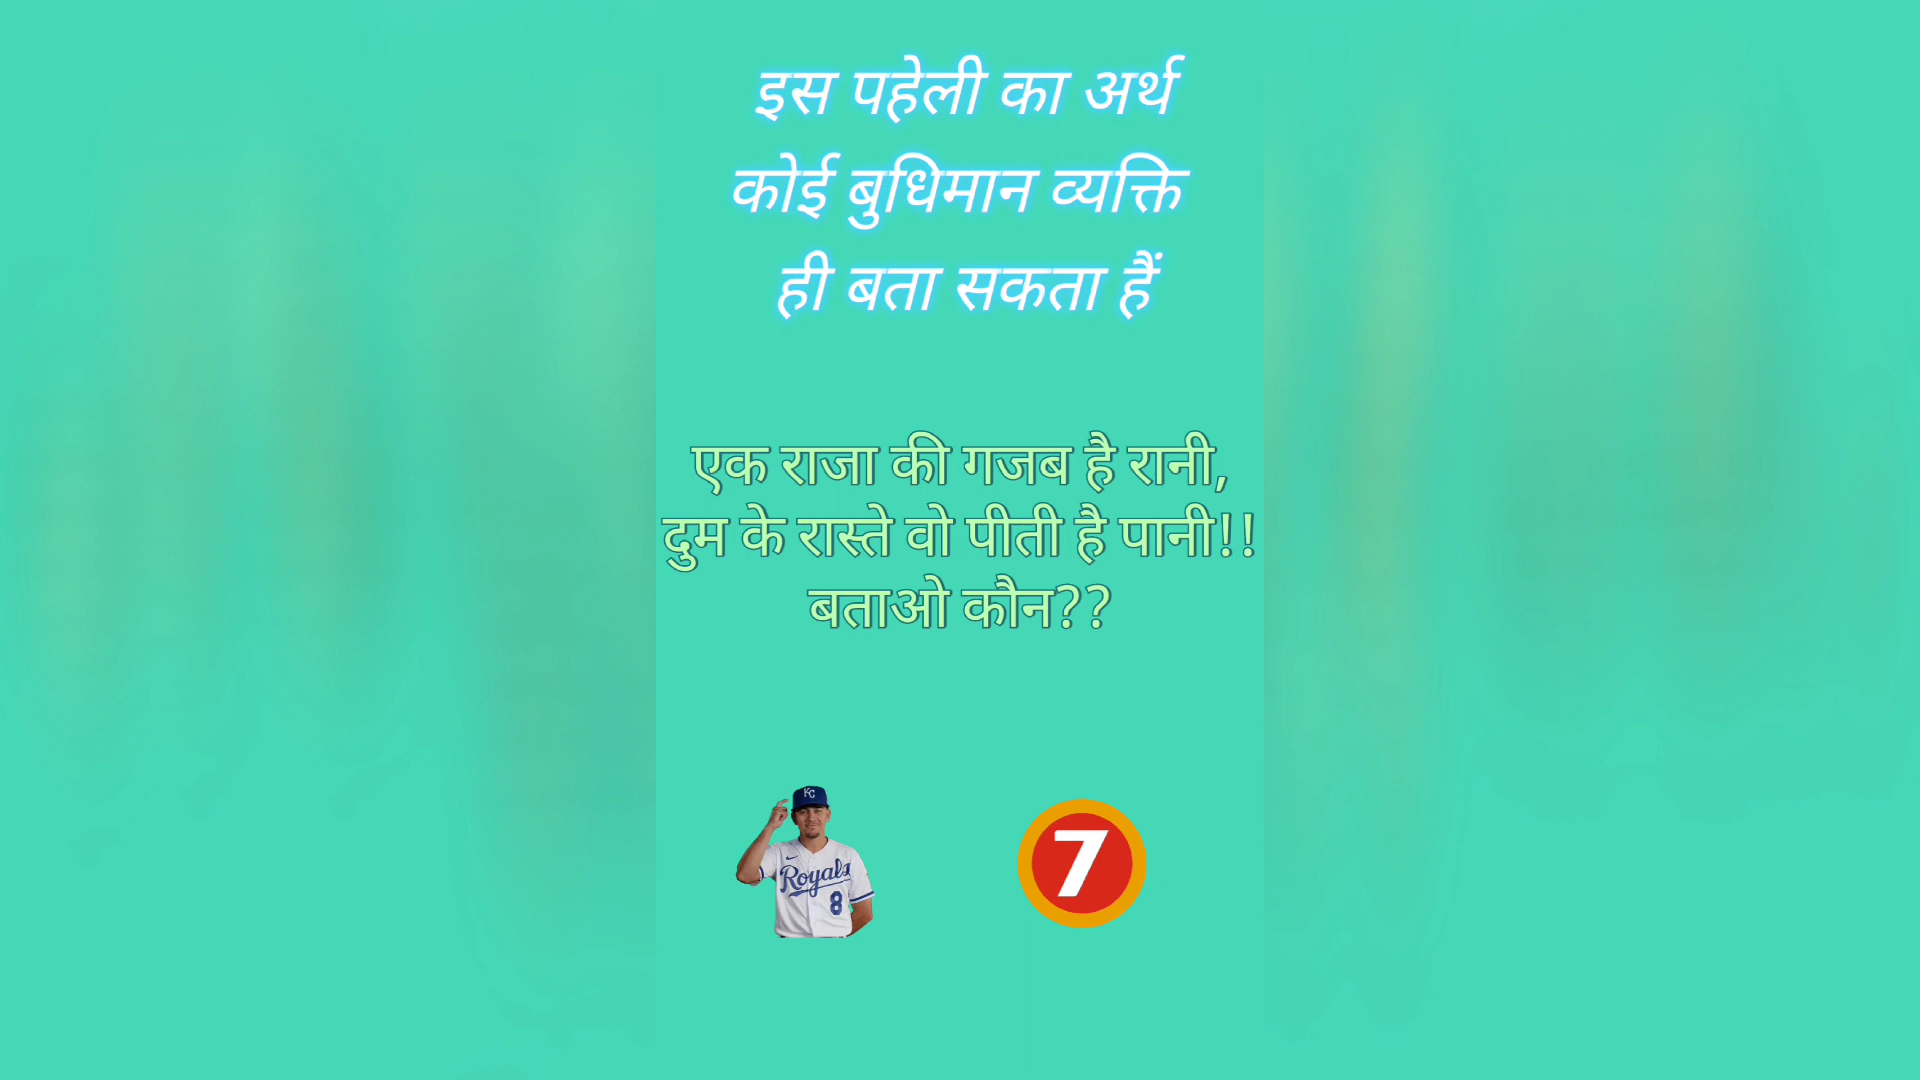 इस पहेली का अर्थ
कोई बुधिमान व्यक्ति
ही बता सकता हैं
एक राजा की गजब है रानी,
दुम के रास्ते वो पीती है पानी!!
बताओ कौन??
KC
Royals
8
7